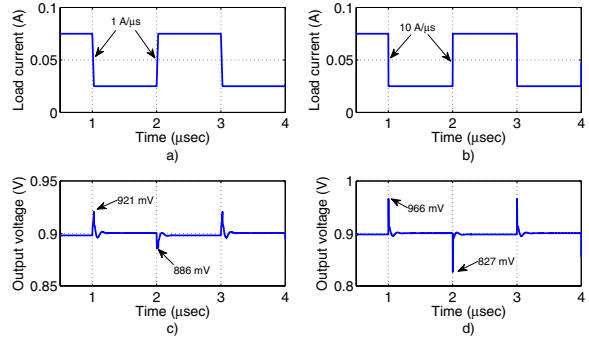 Load current (A)
0.1
0.05
0
1 A/µs
1
2
3
4
Time (µsec)
a)
Load current (A)
0.1
0.05
0
10 A/µs
1
2
3
4
Time (µsec)
b)
Output voltage (V)
0.95
0.9
0.85
921 mV
886 mV
1
2
3
4
Time (µsec)
c)
Output voltage (V)
1
0.9
0.8
966 mV
827 mV
1
2
3
4
Time (µsec)
d)